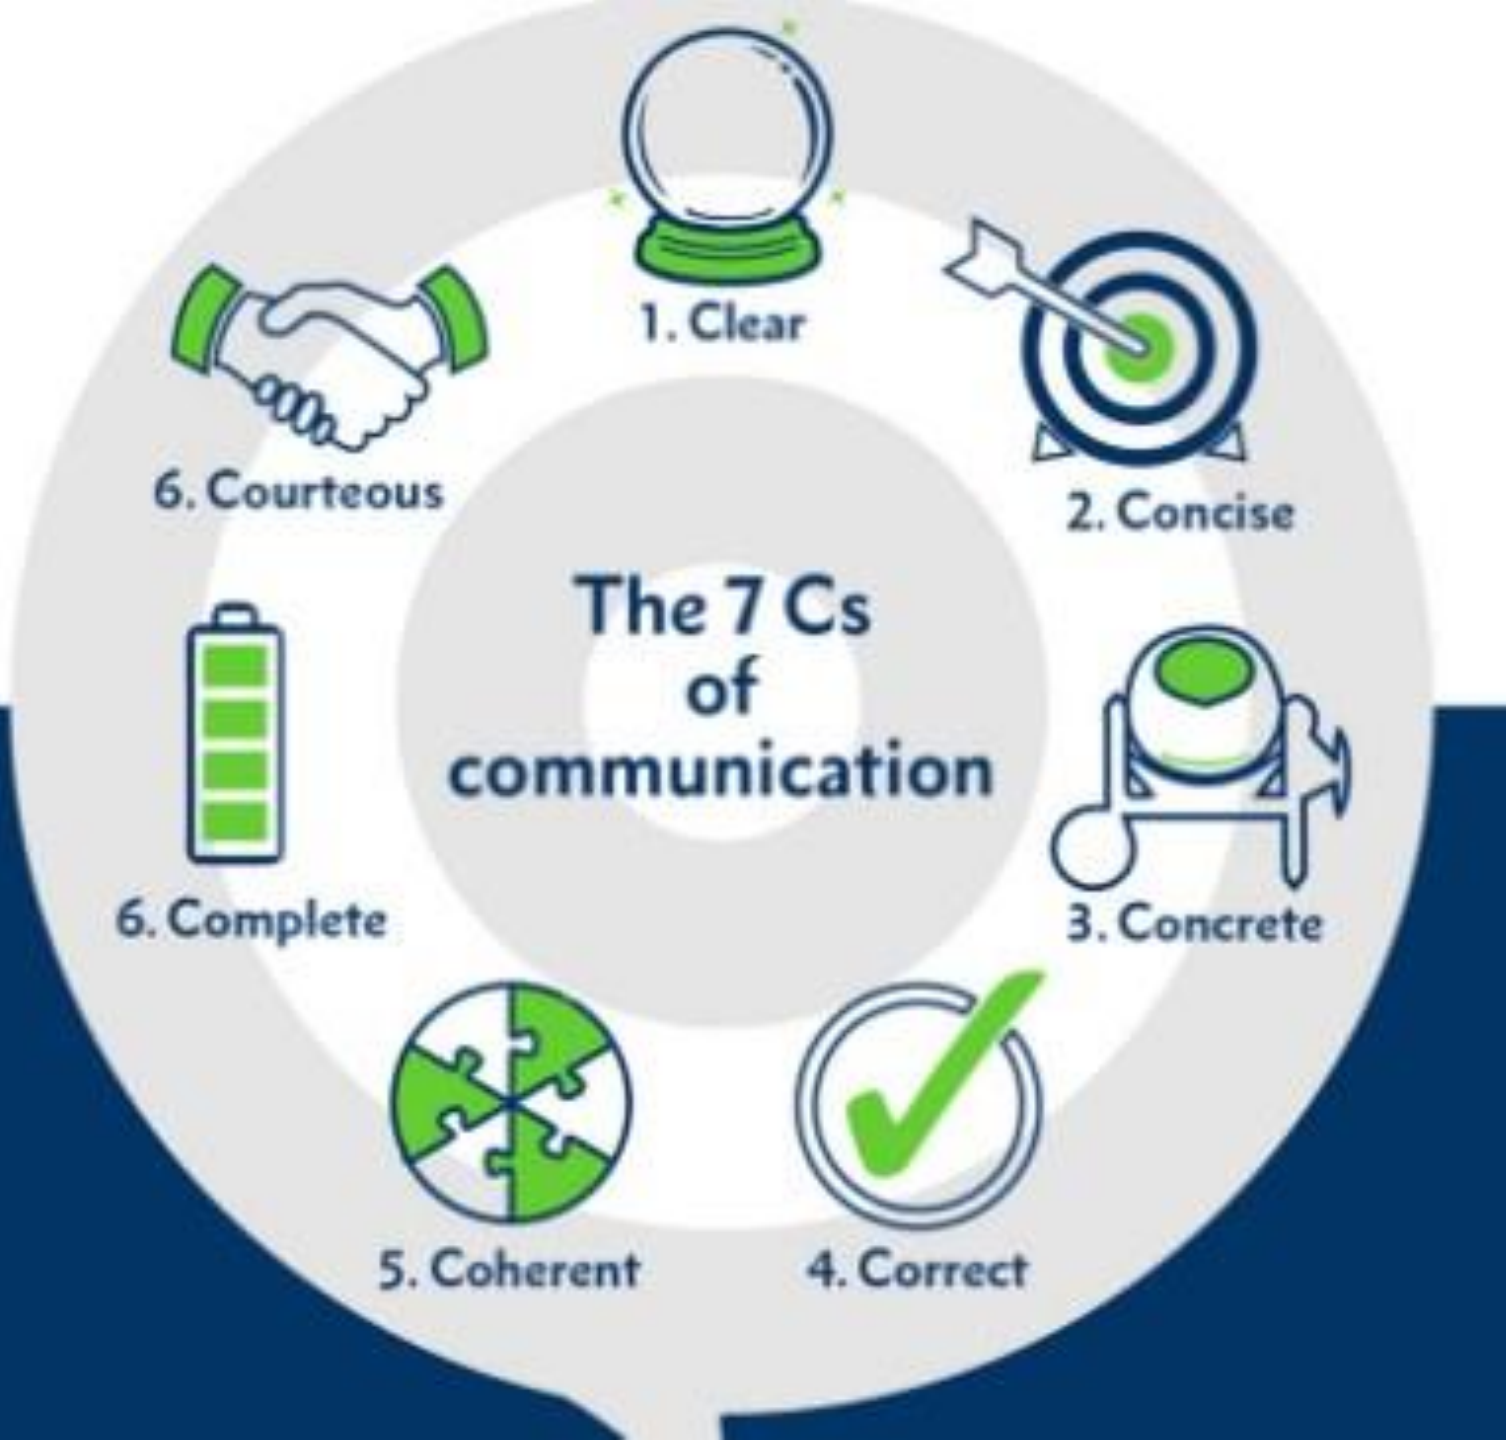 The 7 Cs
of
communication
1. Clear
2. Concise
3. Concrete
4. Correct
5. Coherent
6. Complete
6. Courteous